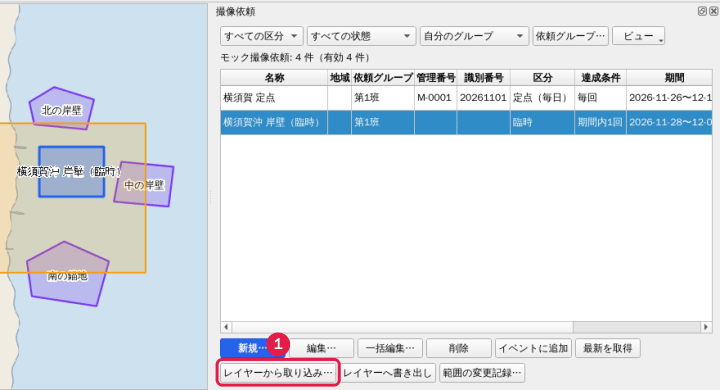 撮像依頼
すべての区分 すべての状態 自分のグループ 依頼グループ… ビュー
モック撮像依頼: 4 件（有効 4 件）
名称 地域 依頼グループ 管理番号 識別番号 区分 達成条件 期間
横須賀 定点 第1班 M-0001 20261101 定点（毎日） 毎回 2026-11-26〜12-1
横須賀沖 岸壁（臨時） 第1班 臨時 期間内1回 2026-11-28〜12-0
北の岸壁
横須賀沖 岸壁（臨時）
中の岸壁
南の錨地
新規… 1 編集… 一括編集… 削除 イベントに追加 最新を取得
レイヤーから取り込み… レイヤーへ書き出し 範囲の変更記録…